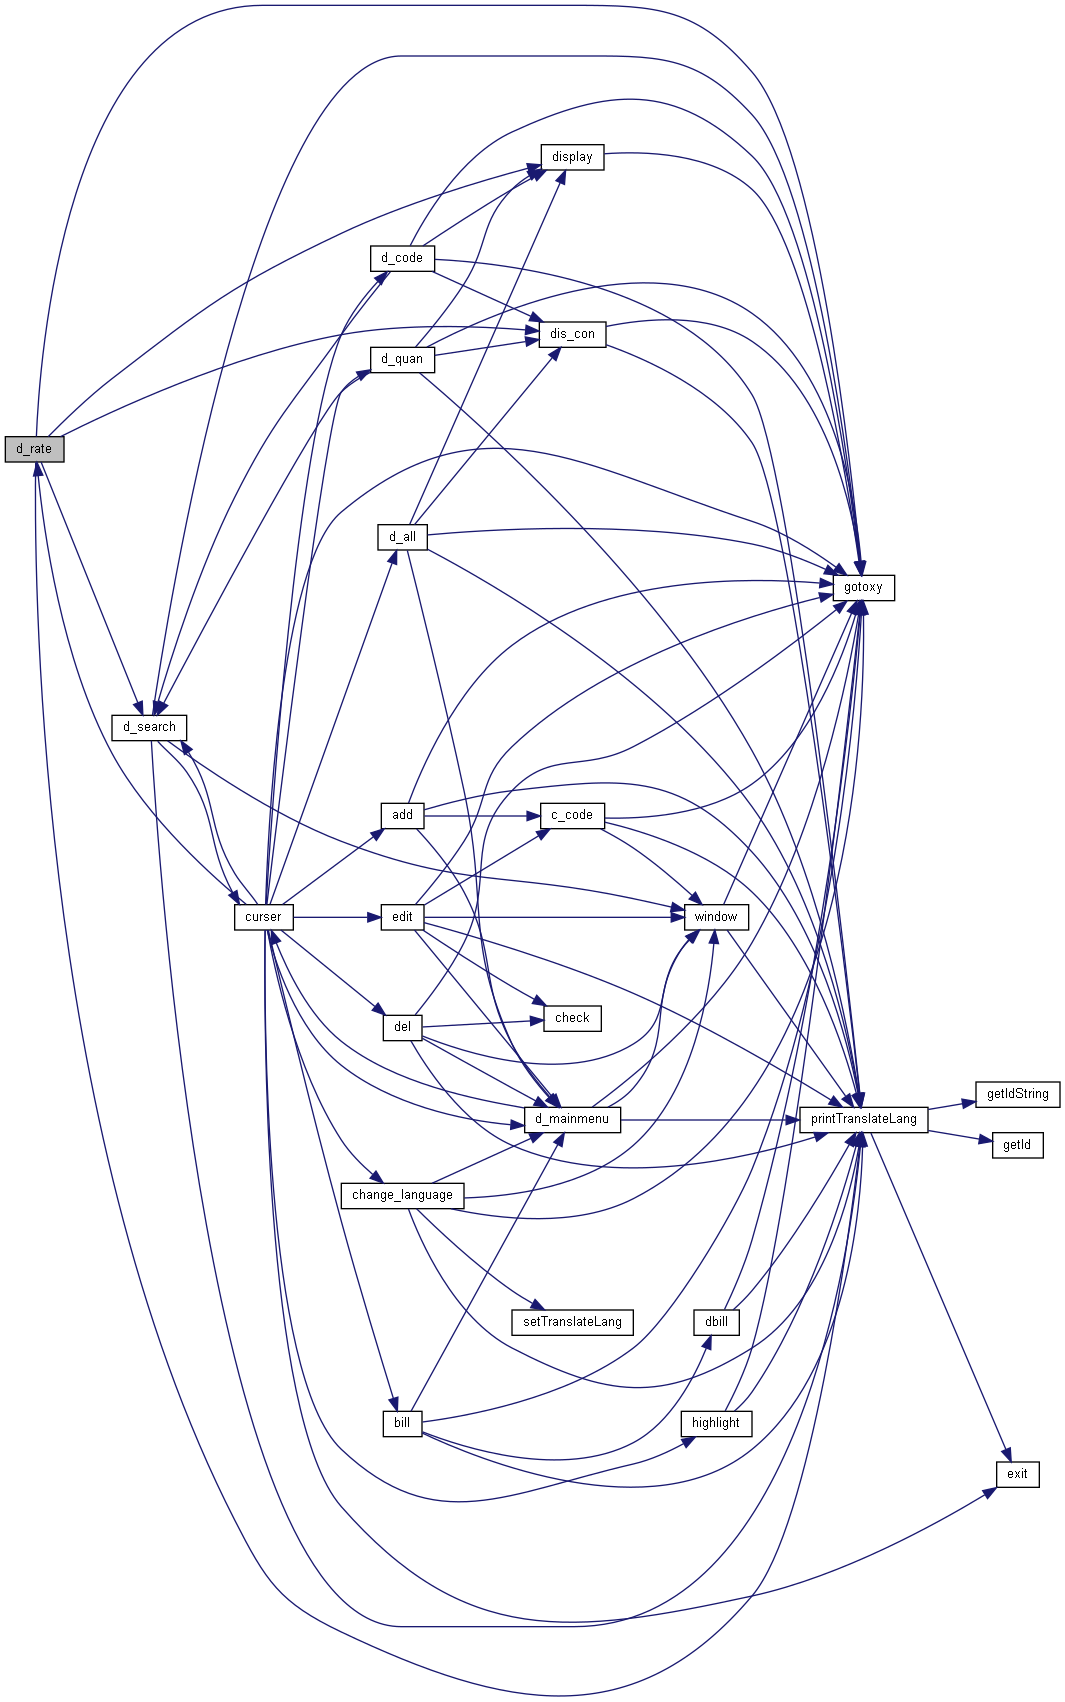 display
d_code
dis_con
d_quan
d_rate
d_all
gotoxy
d_search
add
c_code
curser
edit
window
del
check
getIdString
d_mainmenu
printTranslateLang
getId
change_language
setTranslateLang
dbill
bill
highlight
exit